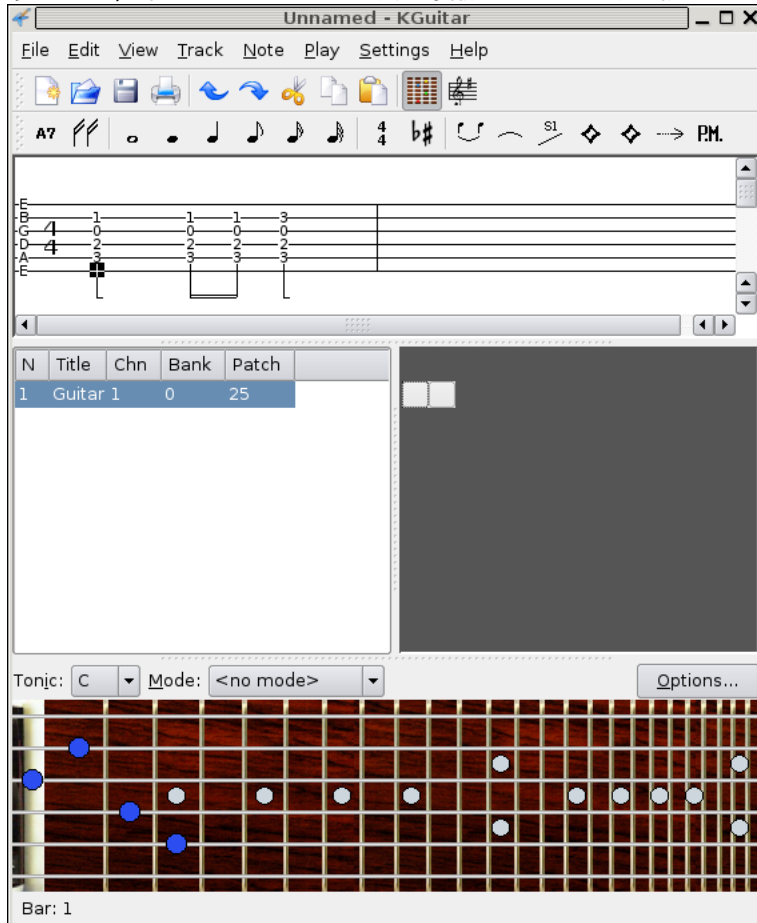 Unnamed - KGuitar
File Edit View Track Note Play Settings Help
A7 4 4 Sl P.M.
E
B 1 1 1 3
G 4 0 0 0 0
D 4 2 2 2 2
A 3 3 3 3
E
N Title Chn Bank Patch
1 Guitar 1 0 25
Tonic: C Mode: <no mode> Options...
Bar: 1